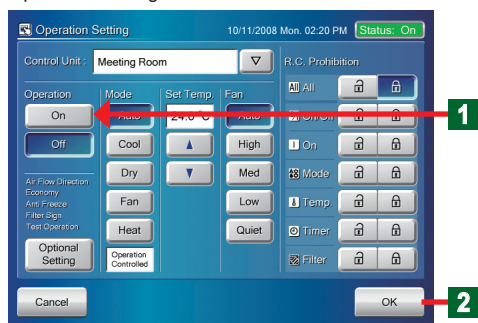 Operation Setting 10/11/2008 Mon. 02:20 PM Status: On
Control Unit : Meeting Room R.C. Prohibition
All All
Operation Mode Set Temp. Fan
On Auto 24.0°C Auto On/Off
1
Off Cool High On
Dry Med Mode
Air Flow Direction
Economy
Anti Freeze
Filter Sign
Test Operation
Fan Low Temp.
Heat Quiet Timer
Optional
Setting
Operation
Controlled
Filter
Cancel OK
2